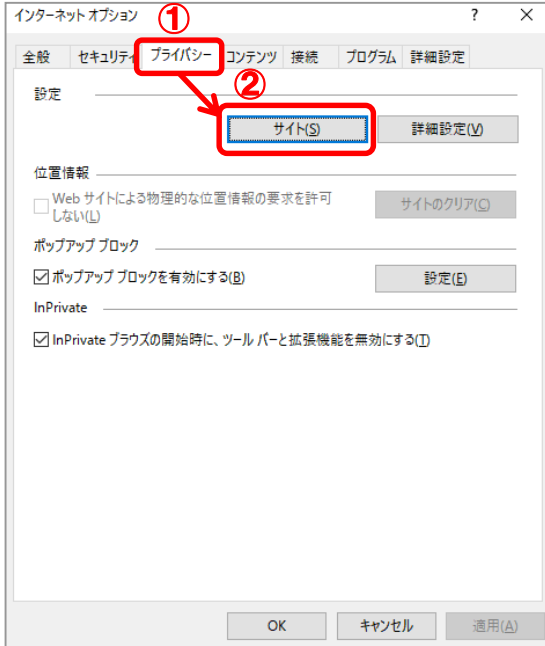 インターネット オプション ① ? ×
全般 セキュリティ プライバシー コンテンツ 接続 プログラム 詳細設定
②
設定
サイト(S) 詳細設定(V)
位置情報
Web サイトによる物理的な位置情報の要求を許可
しない(L)
サイトのクリア(C)
ポップアップ ブロック
ポップアップ ブロックを有効にする(B) 設定(E)
InPrivate
InPrivate ブラウズの開始時に、ツール バーと拡張機能を無効にする(T)
OK キャンセル 適用(A)